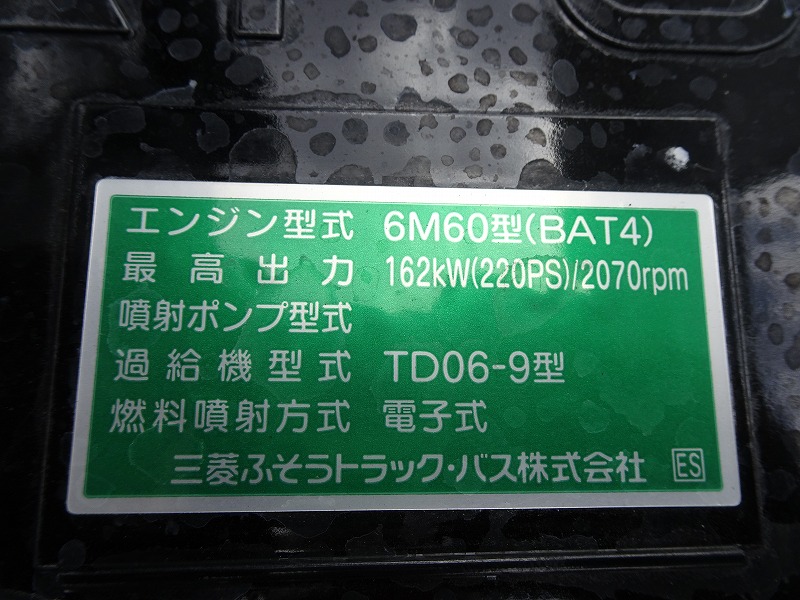 エンジン型式 6M60型(BAT4)
最高出力 162kW(220PS)/2070rpm
噴射ポンプ型式
過給機型式 TD06-9型
燃料噴射方式 電子式
三菱ふそうトラック・バス株式会社 ES